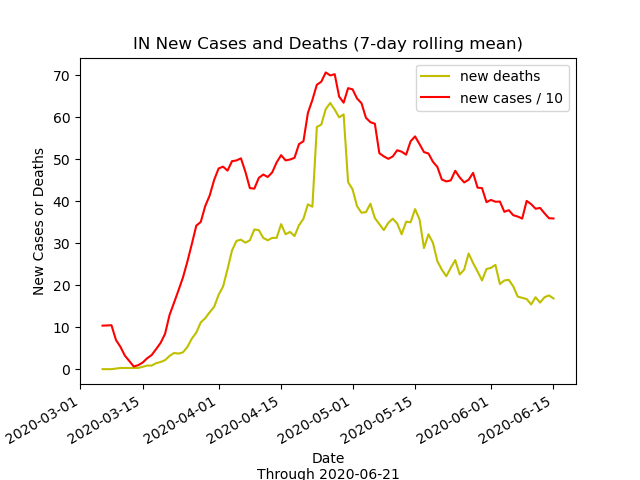 IN New Cases and Deaths (7-day rolling mean)
new deaths
new cases / 10
70
60
50
40
30
20
10
0
New Cases or Deaths
2020-03-01
2020-03-15
2020-04-01
2020-04-15
2020-05-01
2020-05-15
2020-06-01
2020-06-15
Date
Through 2020-06-21